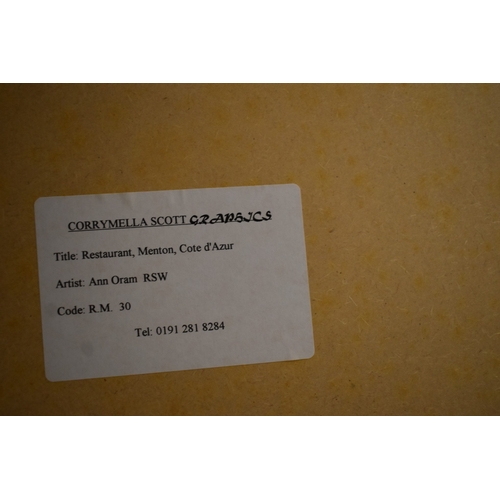 CORRYMELLA SCOTT GRAPHICS
Title: Restaurant, Menton, Cote d'Azur
Artist: Ann Oram RSW
Code: R.M. 30
Tel: 0191 281 8284